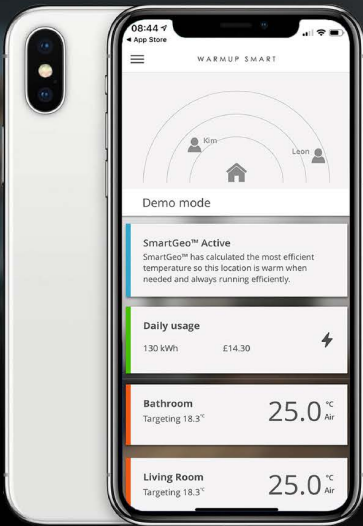 08:44
◀ App Store
WARMUP SMART
Kim
Leon
Demo mode
SmartGeo™ Active
SmartGeo™ has calculated the most efficient
temperature so this location is warm when
needed and always running efficiently.
Daily usage
130 kWh £14.30
Bathroom
Targeting 18.3°c
25.0 °C Air
Living Room
Targeting 18.3°c
25.0 °C Air